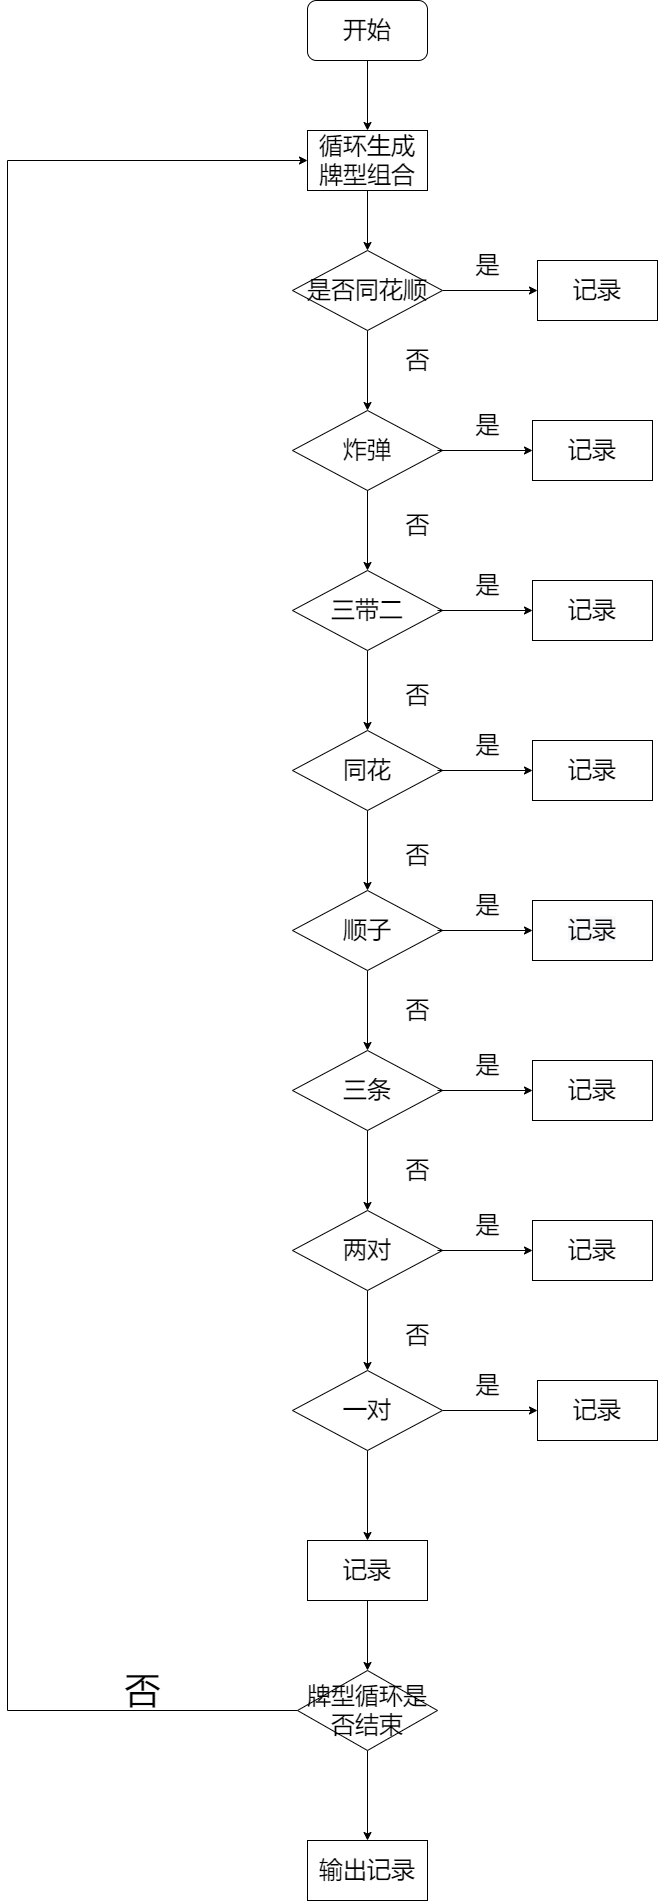 开始
循环生成
牌型组合
是否同花顺
是
记录
否
炸弹
是
记录
否
三带二
是
记录
否
同花
是
记录
否
顺子
是
记录
否
三条
是
记录
否
两对
是
记录
否
一对
是
记录
记录
牌型循环是
否结束
否
输出记录